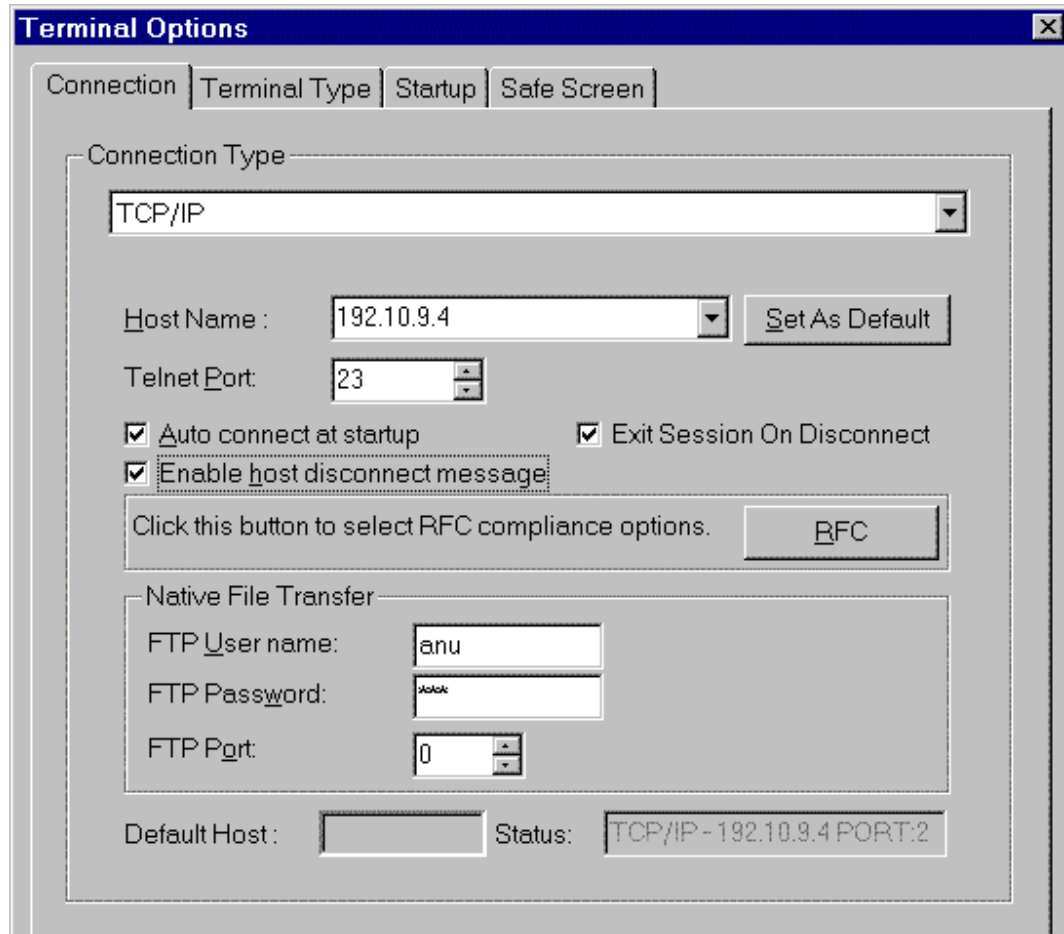 Terminal Options
Connection Terminal Type Startup Safe Screen
Connection Type
TCP/IP
Host Name : 192.10.9.4 Set As Default
Telnet Port: 23
Auto connect at startup Exit Session On Disconnect
Enable host disconnect message
Click this button to select RFC compliance options. RFC
Native File Transfer
FTP User name: anu
FTP Password: ***
FTP Port: 0
Default Host : Status: TCP/IP - 192.10.9.4 PORT:2